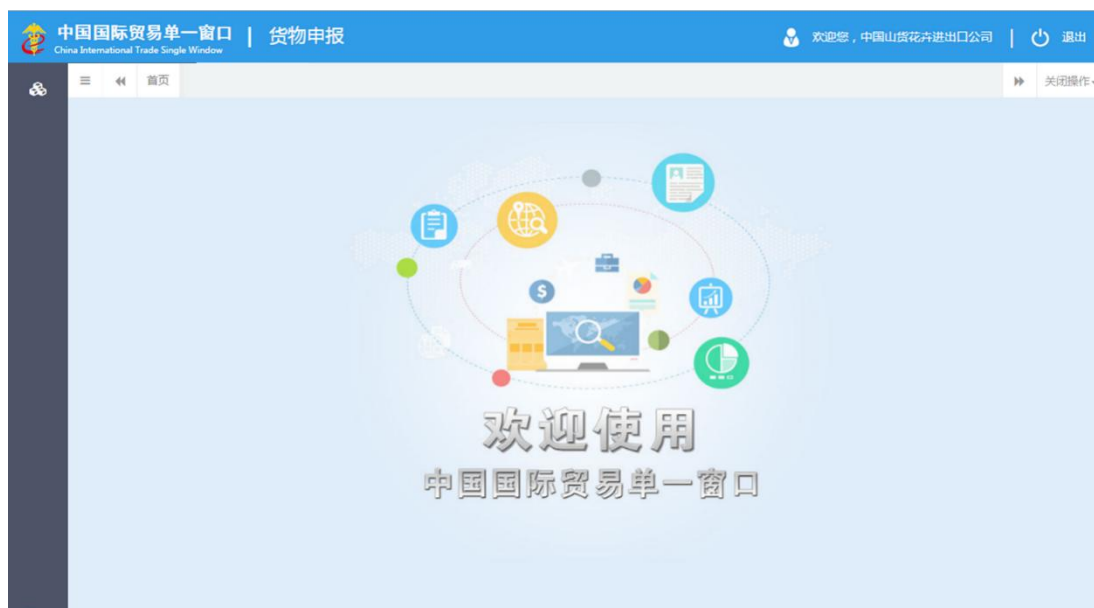 中国国际贸易单一窗口 | 货物申报
China International Trade Single Window
欢迎您，中国山货花卉进出口公司 | 退出
首页
关闭操作
欢迎使用
中国国际贸易单一窗口